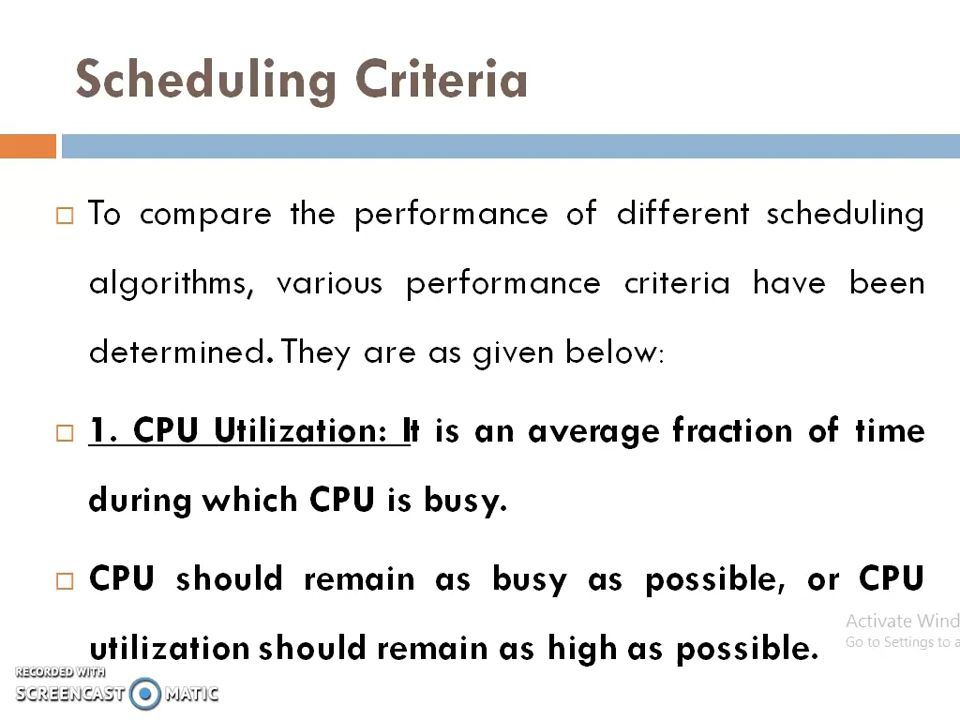 Scheduling Criteria
To compare the performance of different scheduling
algorithms, various performance criteria have been
determined. They are as given below:
1. CPU Utilization: It is an average fraction of time
during which CPU is busy.
CPU should remain as busy as possible, or CPU
utilization should remain as high as possible.
Activate Wind
Go to Settings to a
RECORDED WITH
SCREENCAST MATIC